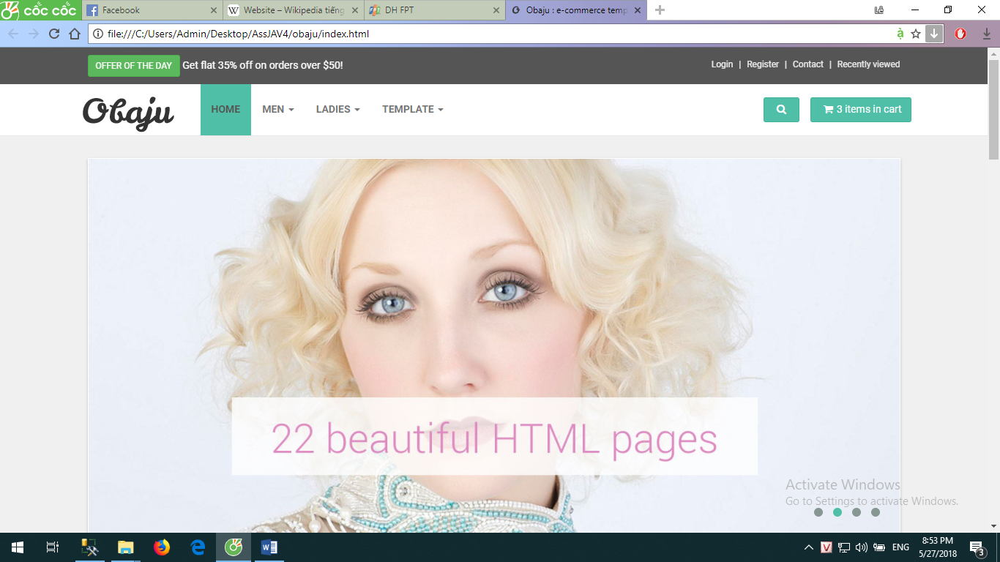 cốc cốc
Facebook
Website – Wikipedia tiếng
DH FPT
Obaju : e-commerce temp
file:///C:/Users/Admin/Desktop/AssJAV4/obaju/index.html
OFFER OF THE DAY Get flat 35% off on orders over $50!
Login | Register | Contact | Recently viewed
Obaju
HOME
MEN
LADIES
TEMPLATE
3 items in cart
22 beautiful HTML pages
Activate Windows
Go to Settings to activate Windows.
ENG
8:53 PM
5/27/2018
3